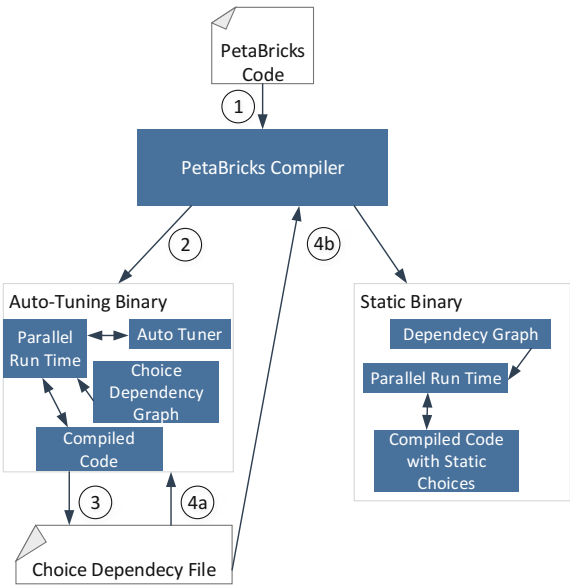 PetaBricks
Code
1
PetaBricks Compiler
2
4b
Auto-Tuning Binary
Parallel
Run Time
Auto Tuner
Choice
Dependency
Graph
Compiled
Code
Static Binary
Dependecy Graph
Parallel Run Time
Compiled Code
with Static
Choices
3
4a
Choice Dependecy File